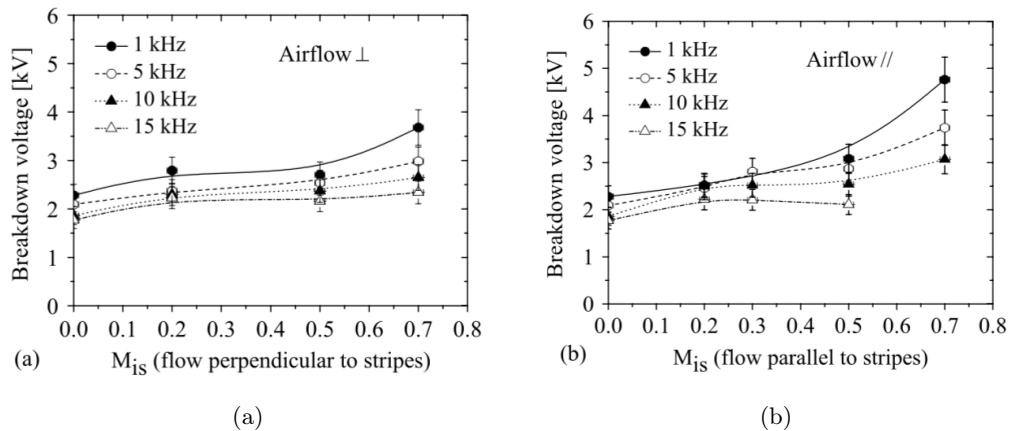 6
5
4
3
2
1
0
Breakdown voltage [kV]
1 kHz
5 kHz
10 kHz
15 kHz
Airflow ⊥
0.0 0.1 0.2 0.3 0.4 0.5 0.6 0.7 0.8
(a) M_is (flow perpendicular to stripes)
(a)
6
5
4
3
2
1
0
Breakdown voltage [kV]
1 kHz
5 kHz
10 kHz
15 kHz
Airflow //
0.0 0.1 0.2 0.3 0.4 0.5 0.6 0.7 0.8
(b) M_is (flow parallel to stripes)
(b)